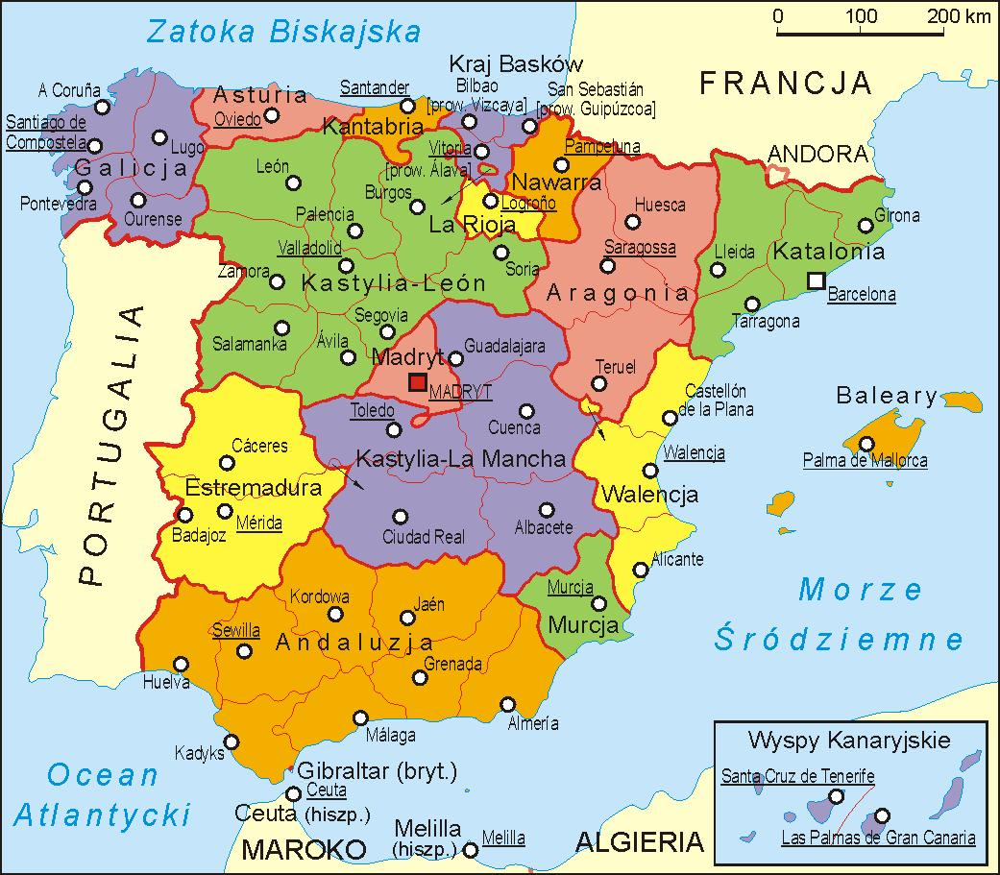 0 100 200 km
Zatoka Biskajska
FRANCJA
Kraj Basków
Bilbao
[prow. Vizcaya]
San Sebastián
[prow. Guipúzcoa]
A Coruña
Asturia
Oviedo
Santander
Kantabria
Santiago de
Compostela
Lugo
Galicja
Pontevedra
Ourense
Vitoria
[prow. Álava]
Pampeluna
Nawarra
ANDORA
León
Burgos
Logroño
La Rioja
Palencia
Valladolid
Zamora
Kastylia-León
Soria
Huesca
Saragossa
Aragonia
Lleida
Katalonia
Girona
Barcelona
Tarragona
Salamanka
Ávila
Segovia
Madryt
MADRYT
Guadalajara
Teruel
PORTUGALIA
Toledo
Cuenca
Kastylia-La Mancha
Castellón
de la Plana
Baleary
Palma de Mallorca
Cáceres
Estremadura
Badajoz
Mérida
Ciudad Real
Albacete
Walencja
Walencja
Alicante
Murcja
Murcja
Morze
Śródziemne
Kordowa
Jaén
Sewilla
Andaluzja
Grenada
Huelva
Almería
Málaga
Kadyks
Ocean
Atlantycki
Gibraltar (bryt.)
Ceuta
Ceuta (hiszp.)
MAROKO
Melilla
(hiszp.)
Melilla
ALGIERIA
Wyspy Kanaryjskie
Santa Cruz de Tenerife
Las Palmas de Gran Canaria